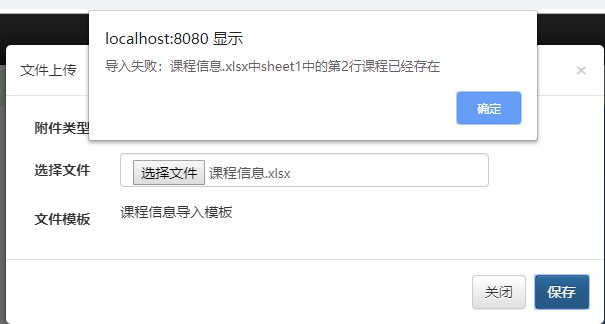 localhost:8080 显示
导入失败：课程信息.xlsx中sheet1中的第2行课程已经存在
确定
文件上传
×
附件类型
选择文件 选择文件 课程信息.xlsx
文件模板 课程信息导入模板
关闭 保存